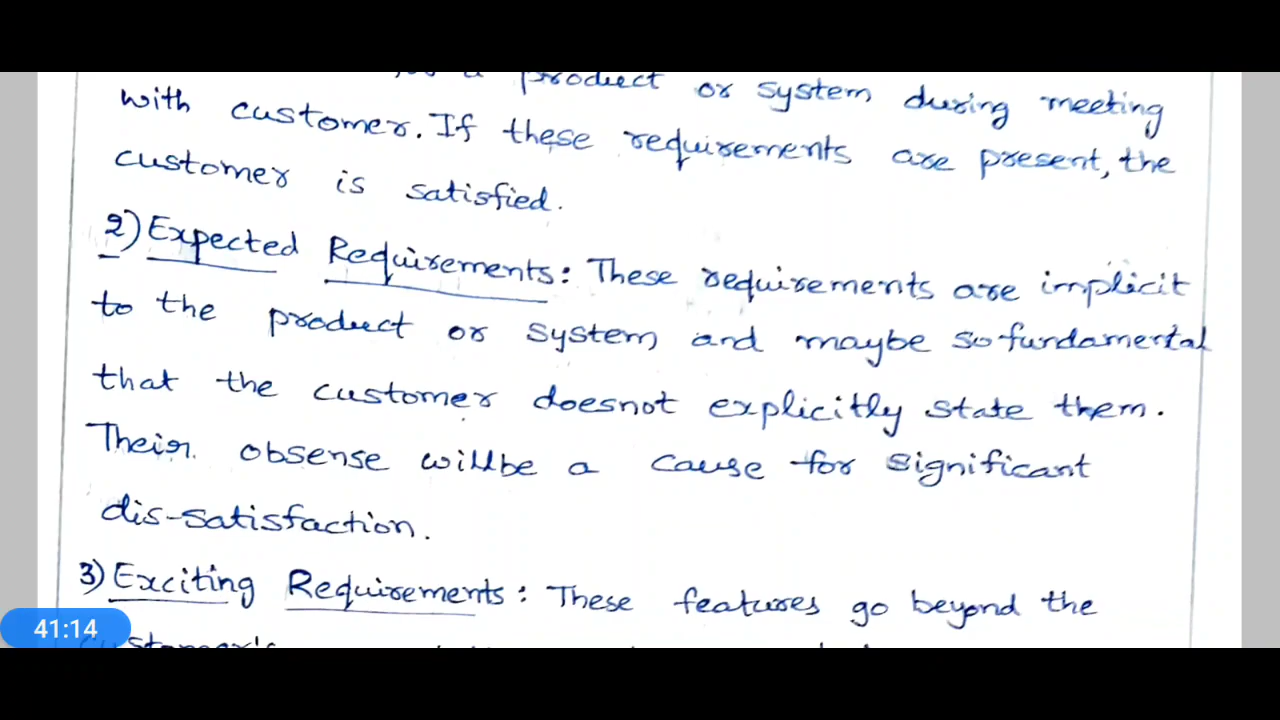 product or system during meeting
with customer. If these requirements are present, the
customer is satisfied.
2) Expected Requirements: These requirements are implicit
to the product or system and maybe so fundamental
that the customer doesnot explicitly state them.
Their obsense willbe a cause for significant
dis-satisfaction.
3) Exciting Requirements: These features go beyond the
41:14
customer's